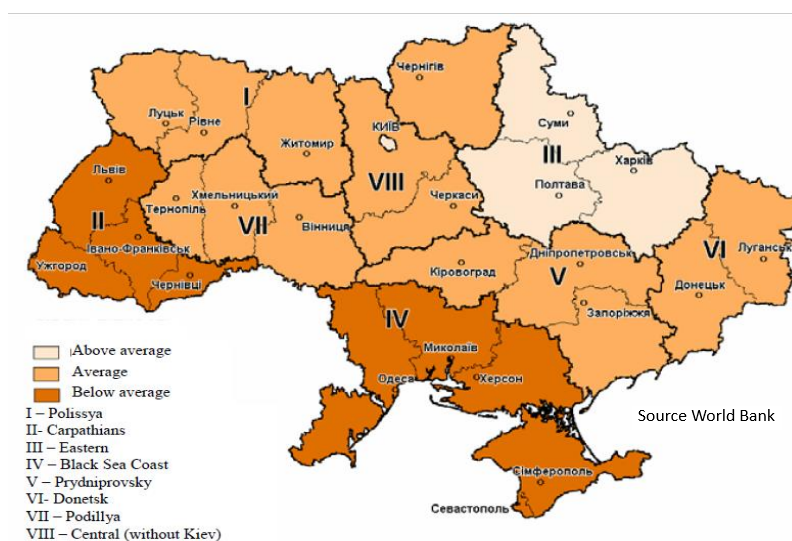 Чернігів
Суми
I
Луцьк
Рівне
КИЇВ
Житомир
III
Харків
Львів
Полтава
VIII
Хмельницький
Черкаси
Тернопіль
II
VII
Вінниця
Івано-Франківськ
Дніпропетровськ
VI
Луганськ
Ужгород
Кіровоград
V
Чернівці
Донецьк
Запоріжжя
IV
Миколаїв
Above average
Average
Одеса
Херсон
Below average
I – Polissya
Source World Bank
II- Carpathians
III – Eastern
IV – Black Sea Coast
V – Prydniprovsky
Сімферополь
VI- Donetsk
Севастополь
VII – Podillya
VIII – Central (without Kiev)